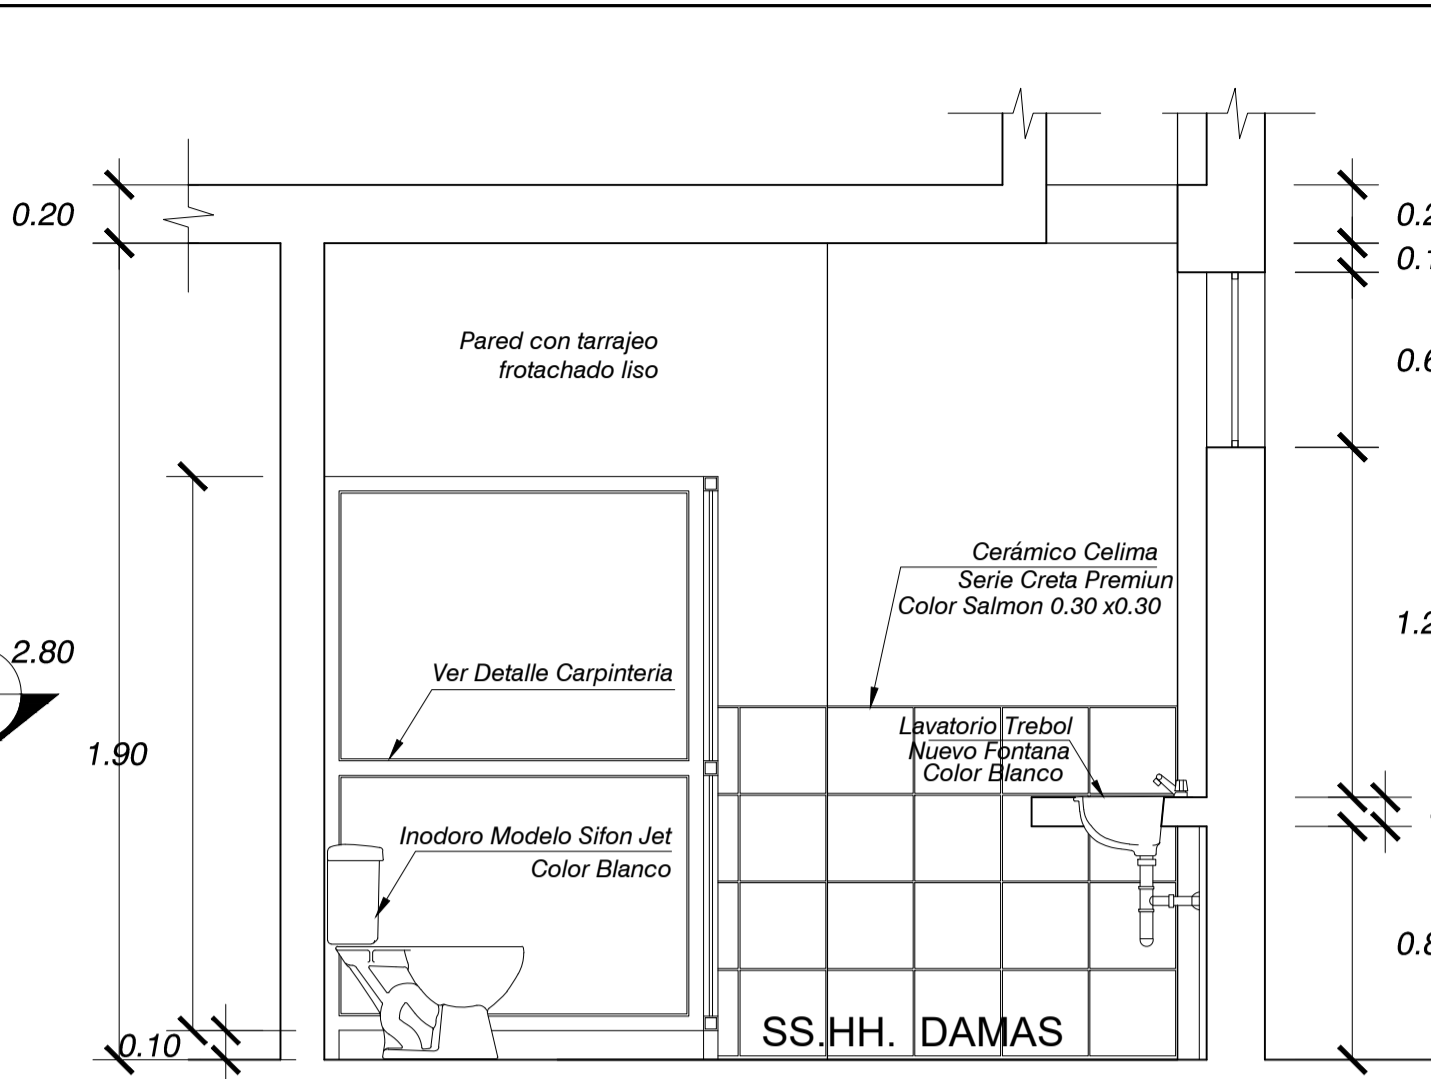 0.20
Pared con tarrajeo
frotachado liso
Cerámico Celima
Serie Creta Premiun
Color Salmon 0.30 x0.30
2.80
Ver Detalle Carpinteria
1.90
Lavatorio Trebol
Nuevo Fontana
Color Blanco
Inodoro Modelo Sifon Jet
Color Blanco
SS.HH. DAMAS
0.10